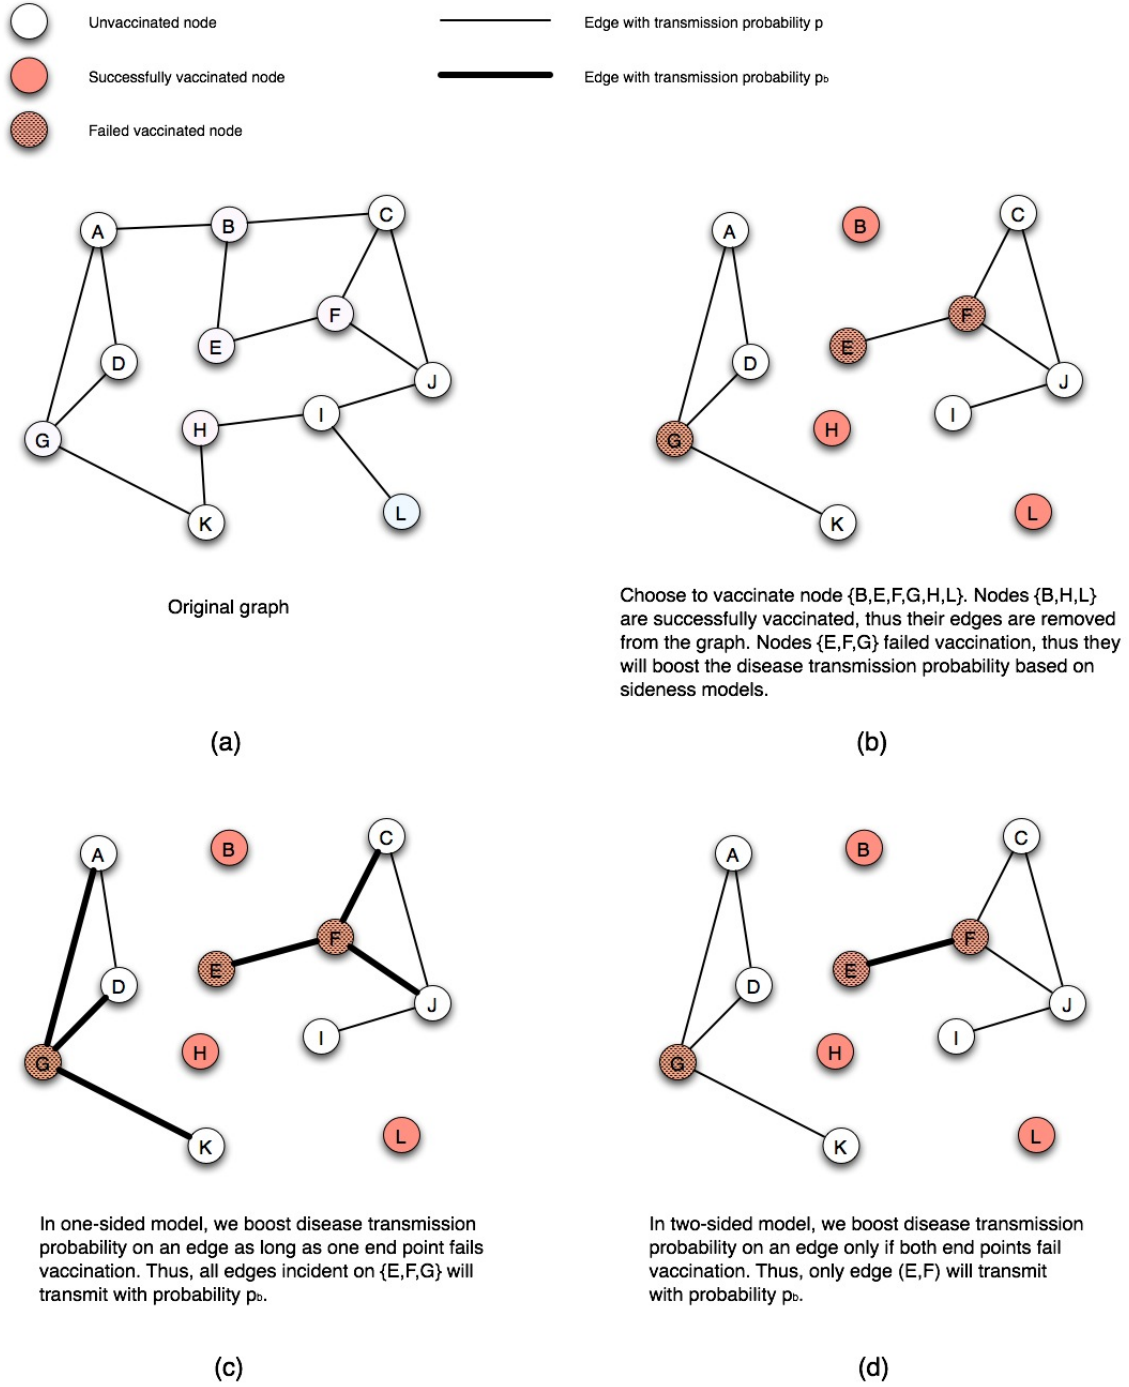 Unvaccinated node
Edge with transmission probability p
Successfully vaccinated node
Edge with transmission probability pb
Failed vaccinated node
A
B
C
D
E
F
G
H
I
J
K
L
Original graph
(a)
A
B
C
D
E
F
G
H
I
J
K
L
Choose to vaccinate node {B,E,F,G,H,L}. Nodes {B,H,L}
are successfully vaccinated, thus their edges are removed
from the graph. Nodes {E,F,G} failed vaccination, thus they
will boost the disease transmission probability based on
sideness models.
(b)
A
B
C
D
E
F
G
H
I
J
K
L
In one-sided model, we boost disease transmission
probability on an edge as long as one end point fails
vaccination. Thus, all edges incident on {E,F,G} will
transmit with probability pb.
(c)
A
B
C
D
E
F
G
H
I
J
K
L
In two-sided model, we boost disease transmission
probability on an edge only if both end points fail
vaccination. Thus, only edge (E,F) will transmit
with probability pb.
(d)